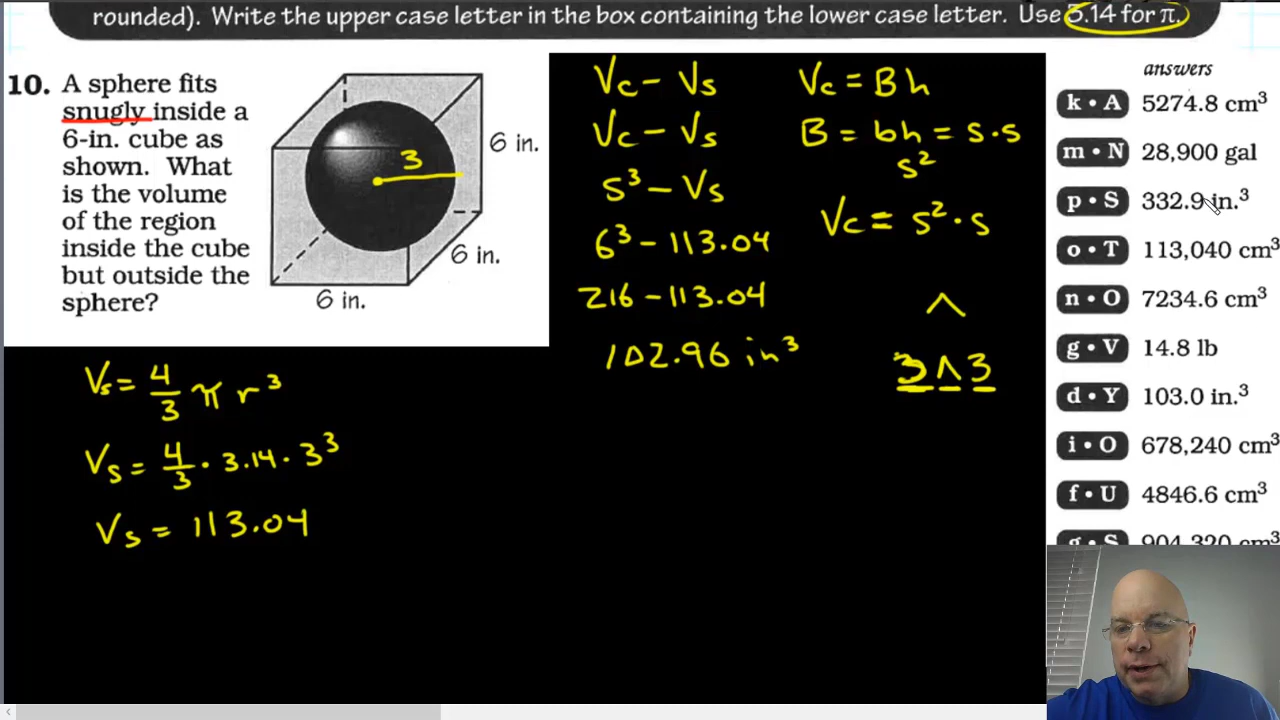 rounded). Write the upper case letter in the box containing the lower case letter. Use 3.14 for π.
10. A sphere fits
snugly inside a
6-in. cube as
shown. What
is the volume
of the region
inside the cube
but outside the
sphere?
3
6 in.
6 in.
6 in.
Vc - Vs
Vc - Vs
s³ - Vs
6³ - 113.04
216 - 113.04
102.96 in³
Vc = Bh
B = bh = s·s
s²
Vc = s²·s
^
3^3
Vs = 4/3 π r³
Vs = 4/3 · 3.14 · 3³
Vs = 113.04
answers
k • A 5274.8 cm³
m • N 28,900 gal
p • S 332.9 in.³
o • T 113,040 cm³
n • O 7234.6 cm³
g • V 14.8 lb
d • Y 103.0 in.³
i • O 678,240 cm³
f • U 4846.6 cm³